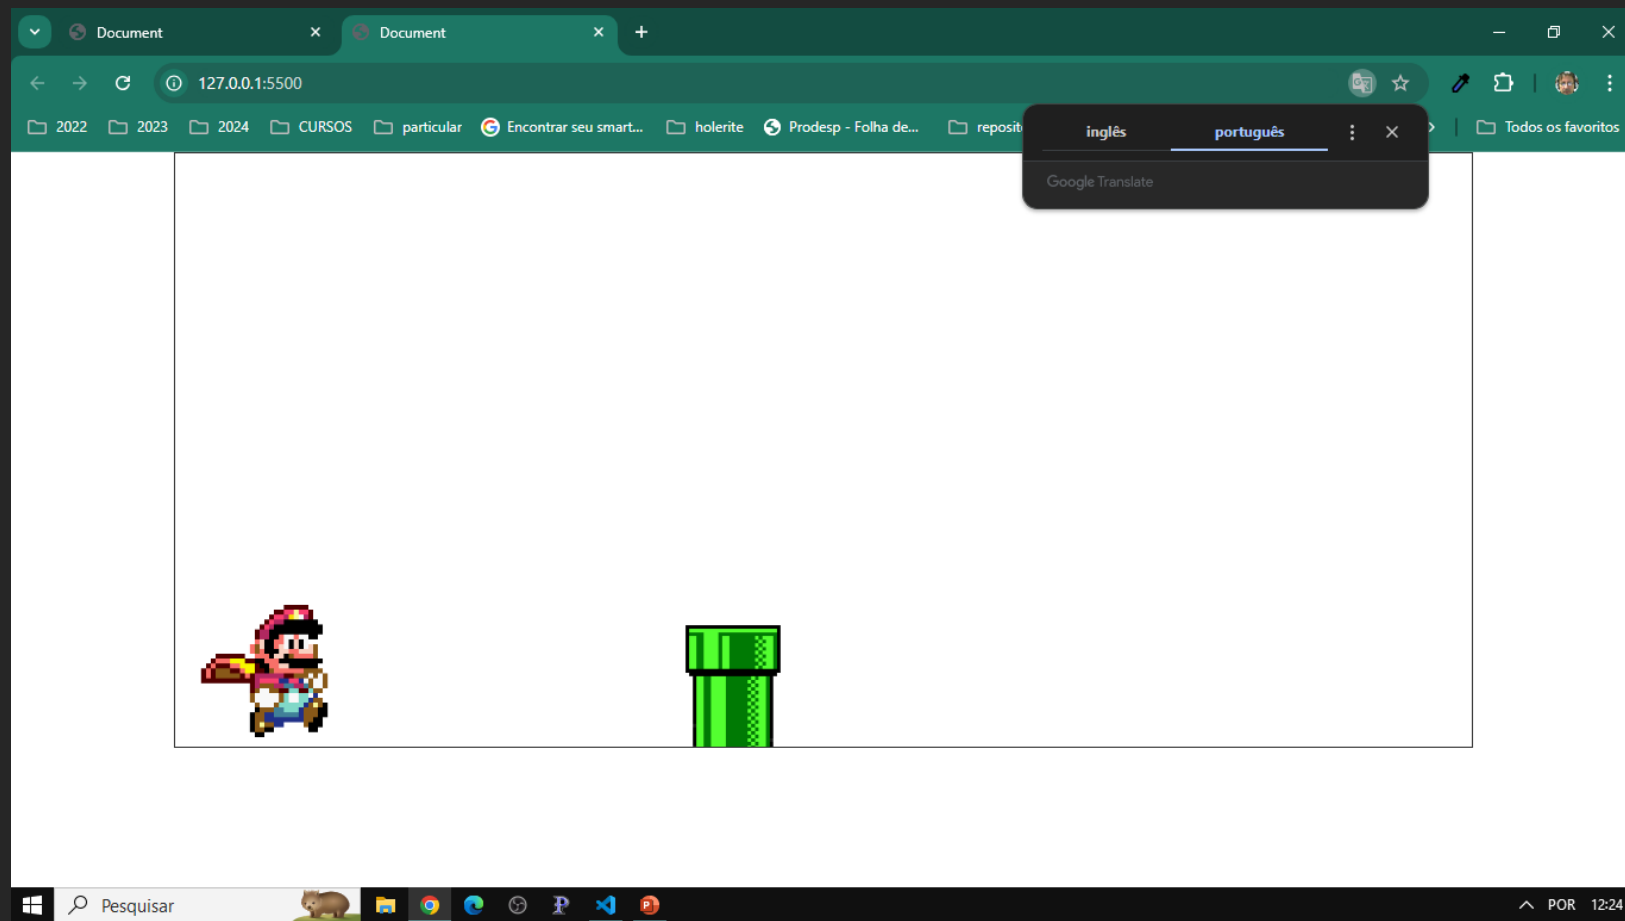 Document
Document
127.0.0.1:5500
2022 2023 2024 CURSOS particular Encontrar seu smart... holerite Prodesp - Folha de... reposit Todos os favoritos
inglês português
Google Translate
Pesquisar
POR 12:24